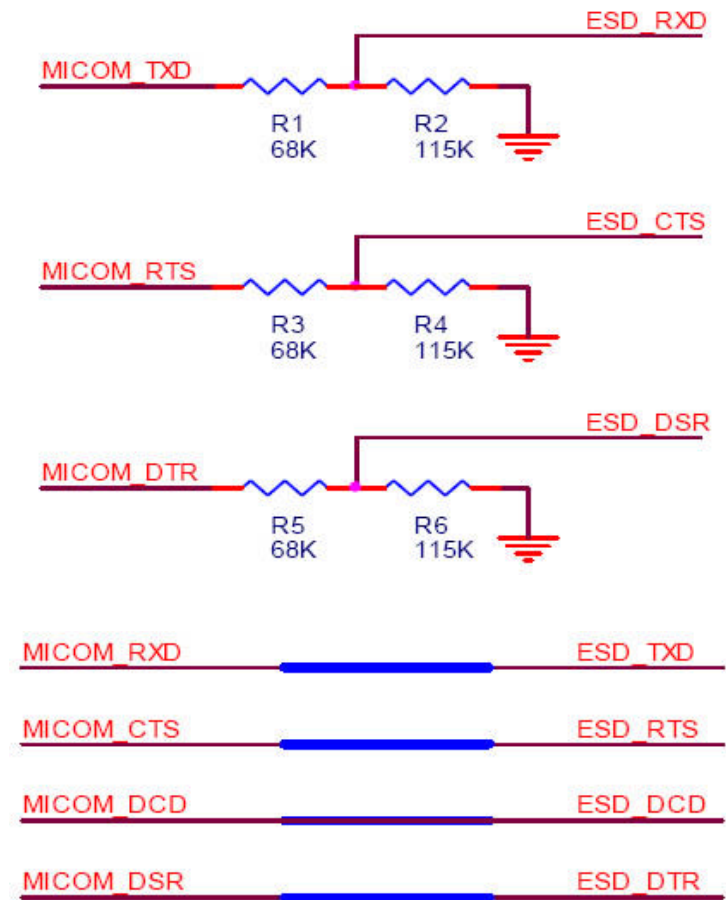 ESD_RXD
MICOM_TXD
R1 R2
68K 115K
ESD_CTS
MICOM_RTS
R3 R4
68K 115K
ESD_DSR
MICOM_DTR
R5 R6
68K 115K
MICOM_RXD ESD_TXD
MICOM_CTS ESD_RTS
MICOM_DCD ESD_DCD
MICOM_DSR ESD_DTR